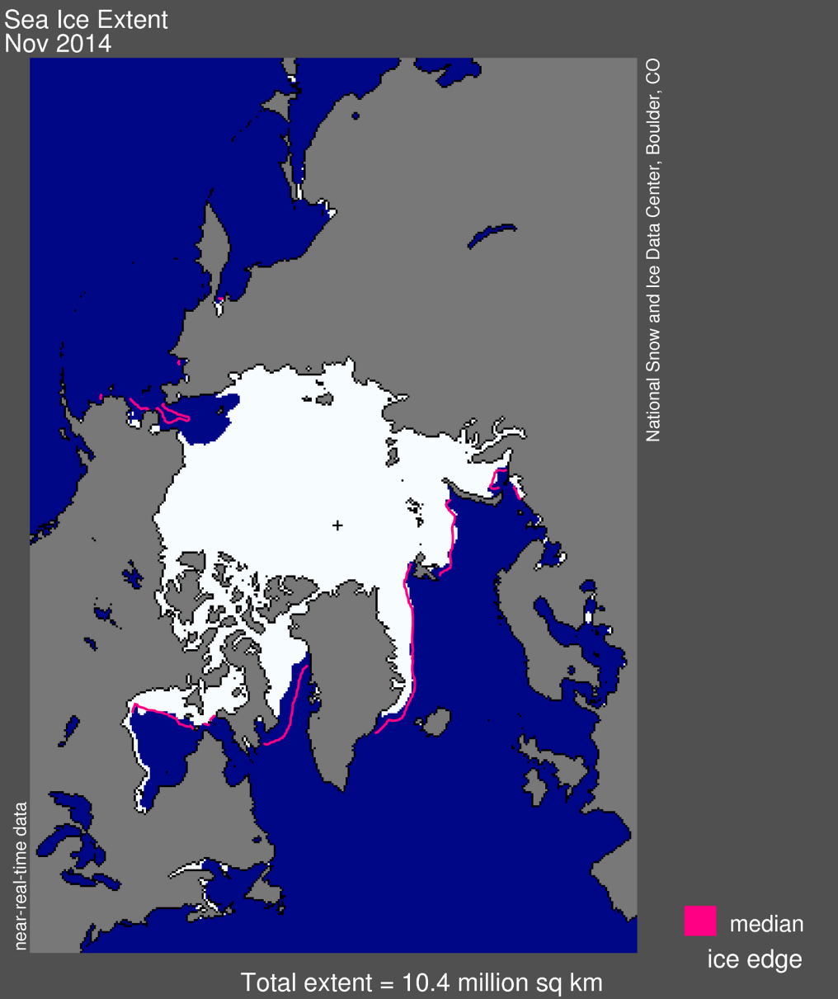 Sea Ice Extent
Nov 2014
National Snow and Ice Data Center, Boulder, CO
near-real-time data
median
ice edge
Total extent = 10.4 million sq km